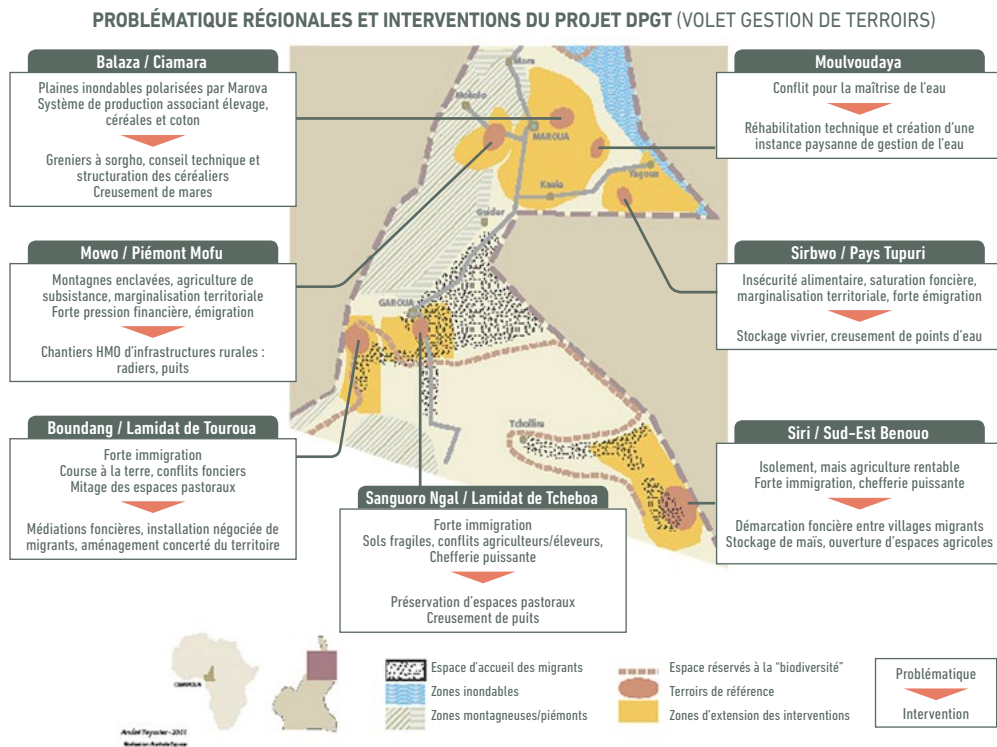 PROBLÉMATIQUE RÉGIONALES ET INTERVENTIONS DU PROJET DPGT (VOLET GESTION DE TERROIRS)
Balaza / Ciamara
Plaines inondables polarisées par Marova
Système de production associant élevage,
céréales et coton
Greniers à sorgho, conseil technique et
structuration des céréaliers
Creusement de mares
Mowo / Piémont Mofu
Montagnes enclavées, agriculture de
subsistance, marginalisation territoriale
Forte pression financière, émigration
Chantiers HMO d'infrastructures rurales :
radiers, puits
Boundang / Lamidat de Touroua
Forte immigration
Course à la terre, conflits fonciers
Mitage des espaces pastoraux
Médiations foncières, installation négociée de
migrants, aménagement concerté du territoire
Mora
Mokolo
MAROUA
Kaele
Yagoua
Guider
GAROUA
Tchollire
Moulvoudaya
Conflit pour la maîtrise de l'eau
Réhabilitation technique et création d'une
instance paysanne de gestion de l'eau
Sirbwo / Pays Tupuri
Insécurité alimentaire, saturation foncière,
marginalisation territoriale, forte émigration
Stockage vivrier, creusement de points d'eau
Siri / Sud-Est Benouo
Isolement, mais agriculture rentable
Forte immigration, chefferie puissante
Démarcation foncière entre villages migrants
Stockage de maïs, ouverture d'espaces agricoles
Sanguoro Ngal / Lamidat de Tcheboa
Forte immigration
Sols fragiles, conflits agriculteurs/éleveurs,
Chefferie puissante
Préservation d'espaces pastoraux
Creusement de puits
CAMEROUN
André Teyssier - 2001
Espace d'accueil des migrants
Zones inondables
Zones montagneuses/piémonts
Espace réservés à la "biodiversité"
Terroirs de référence
Zones d'extension des interventions
Problématique
Intervention